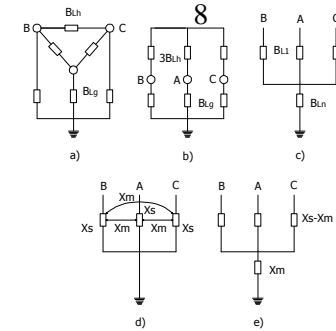 8
B BLh C
BLg
a)
3BLh
B A C
BLg
b)
B A C
BL1
BLn
c)
B A C
Xm
Xs
Xs Xm Xm Xs
d)
B A C
Xs-Xm
Xm
e)